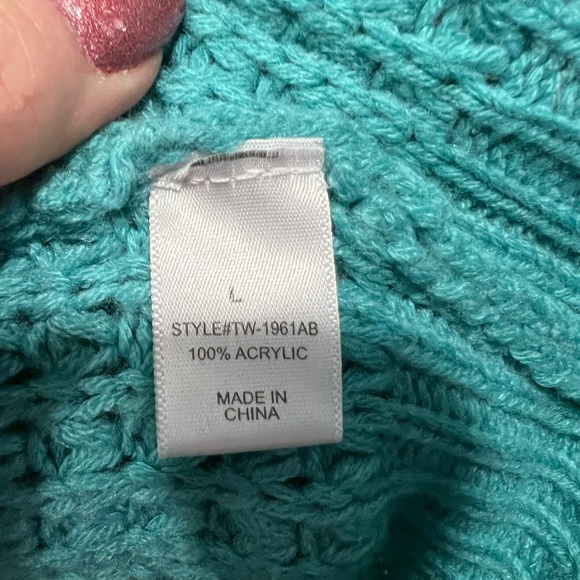 L
STYLE#TW-1961AB
100% ACRYLIC
MADE IN
CHINA